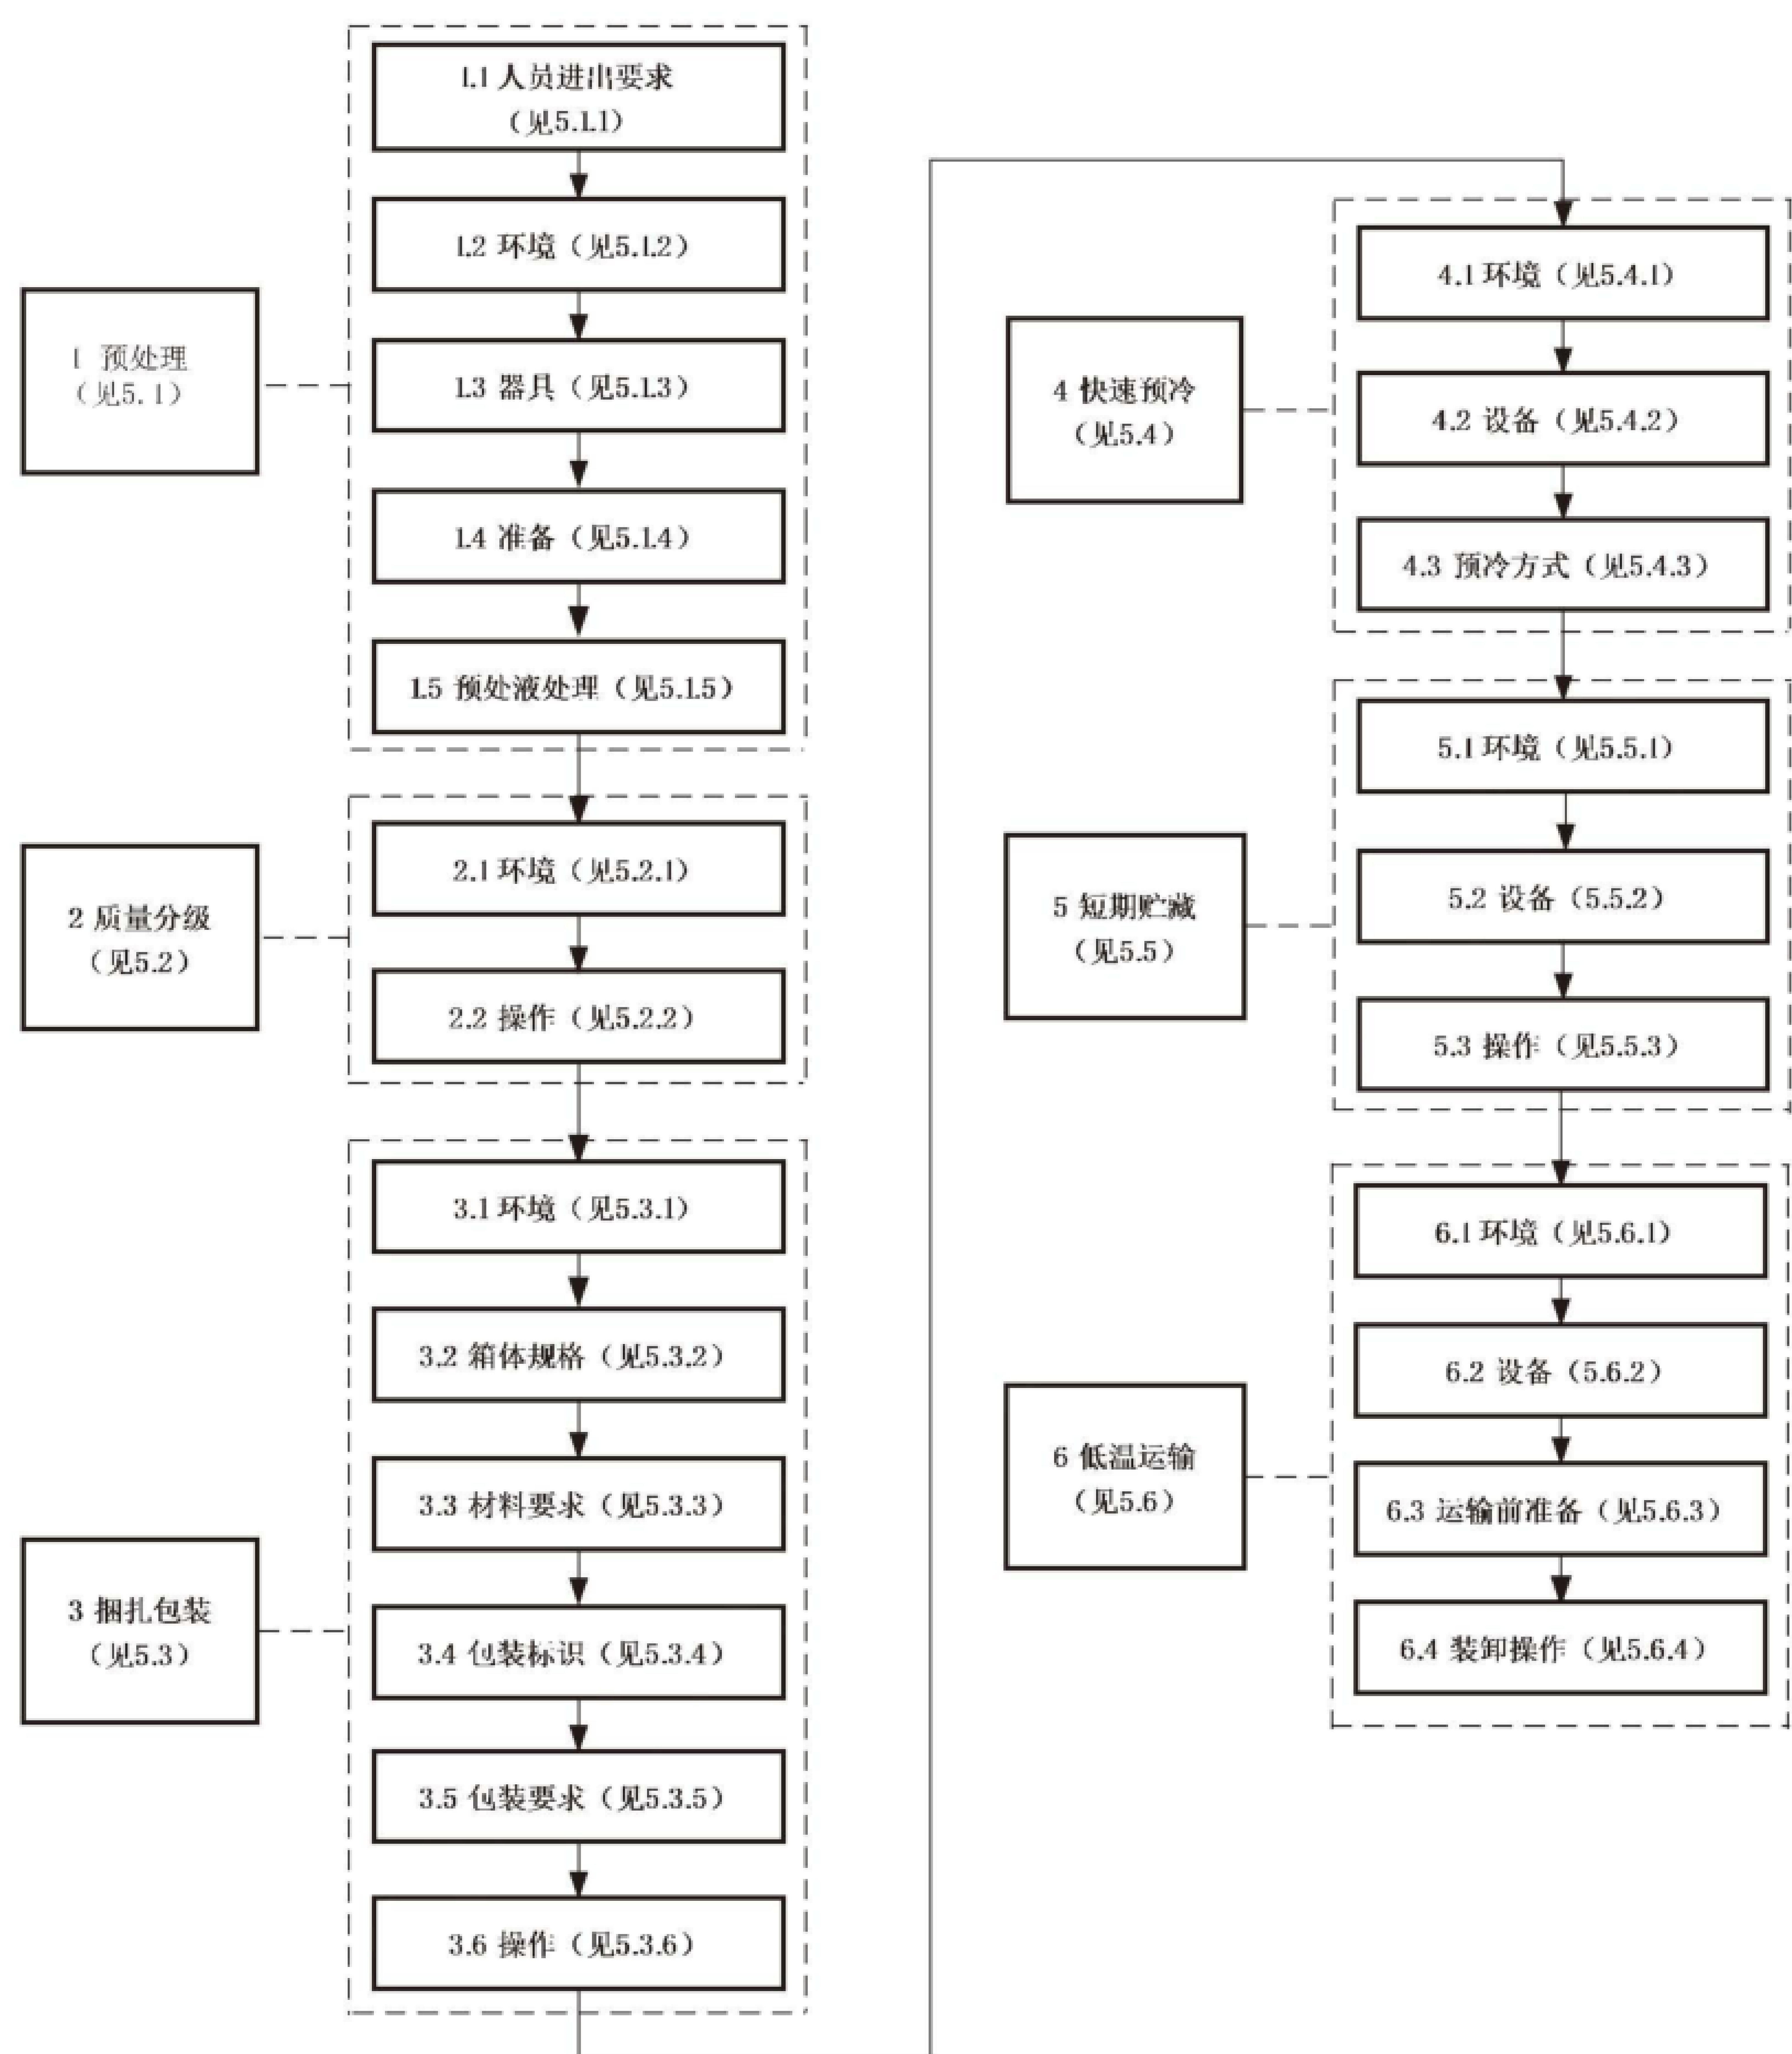 1.1 人员进出要求
（见5.1.1）
1.2 环境（见5.1.2）
1.3 器具（见5.1.3）
1 预处理
（见5.1）
1.4 准备（见5.1.4）
1.5 预处液处理（见5.1.5）
2.1 环境（见5.2.1）
2 质量分级
（见5.2）
2.2 操作（见5.2.2）
3.1 环境（见5.3.1）
3.2 箱体规格（见5.3.2）
3.3 材料要求（见5.3.3）
3 捆扎包装
（见5.3）
3.4 包装标识（见5.3.4）
3.5 包装要求（见5.3.5）
3.6 操作（见5.3.6）
4.1 环境（见5.4.1）
4 快速预冷
（见5.4）
4.2 设备（见5.4.2）
4.3 预冷方式（见5.4.3）
5.1 环境（见5.5.1）
5 短期贮藏
（见5.5）
5.2 设备（5.5.2）
5.3 操作（见5.5.3）
6.1 环境（见5.6.1）
6.2 设备（5.6.2）
6 低温运输
（见5.6）
6.3 运输前准备（见5.6.3）
6.4 装卸操作（见5.6.4）